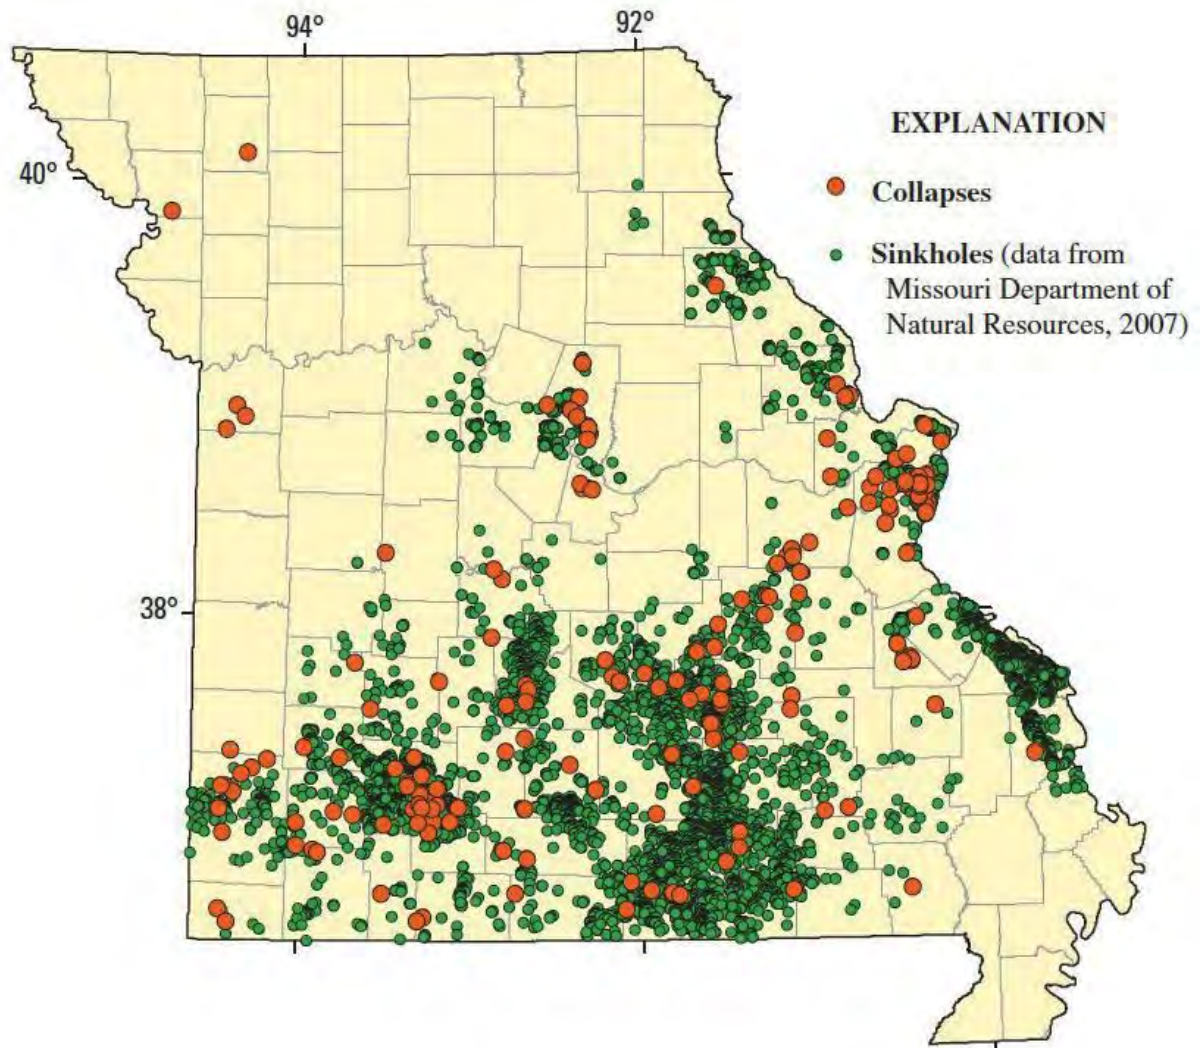 94°
92°
40°
38°
EXPLANATION
Collapses
Sinkholes (data from
Missouri Department of
Natural Resources, 2007)